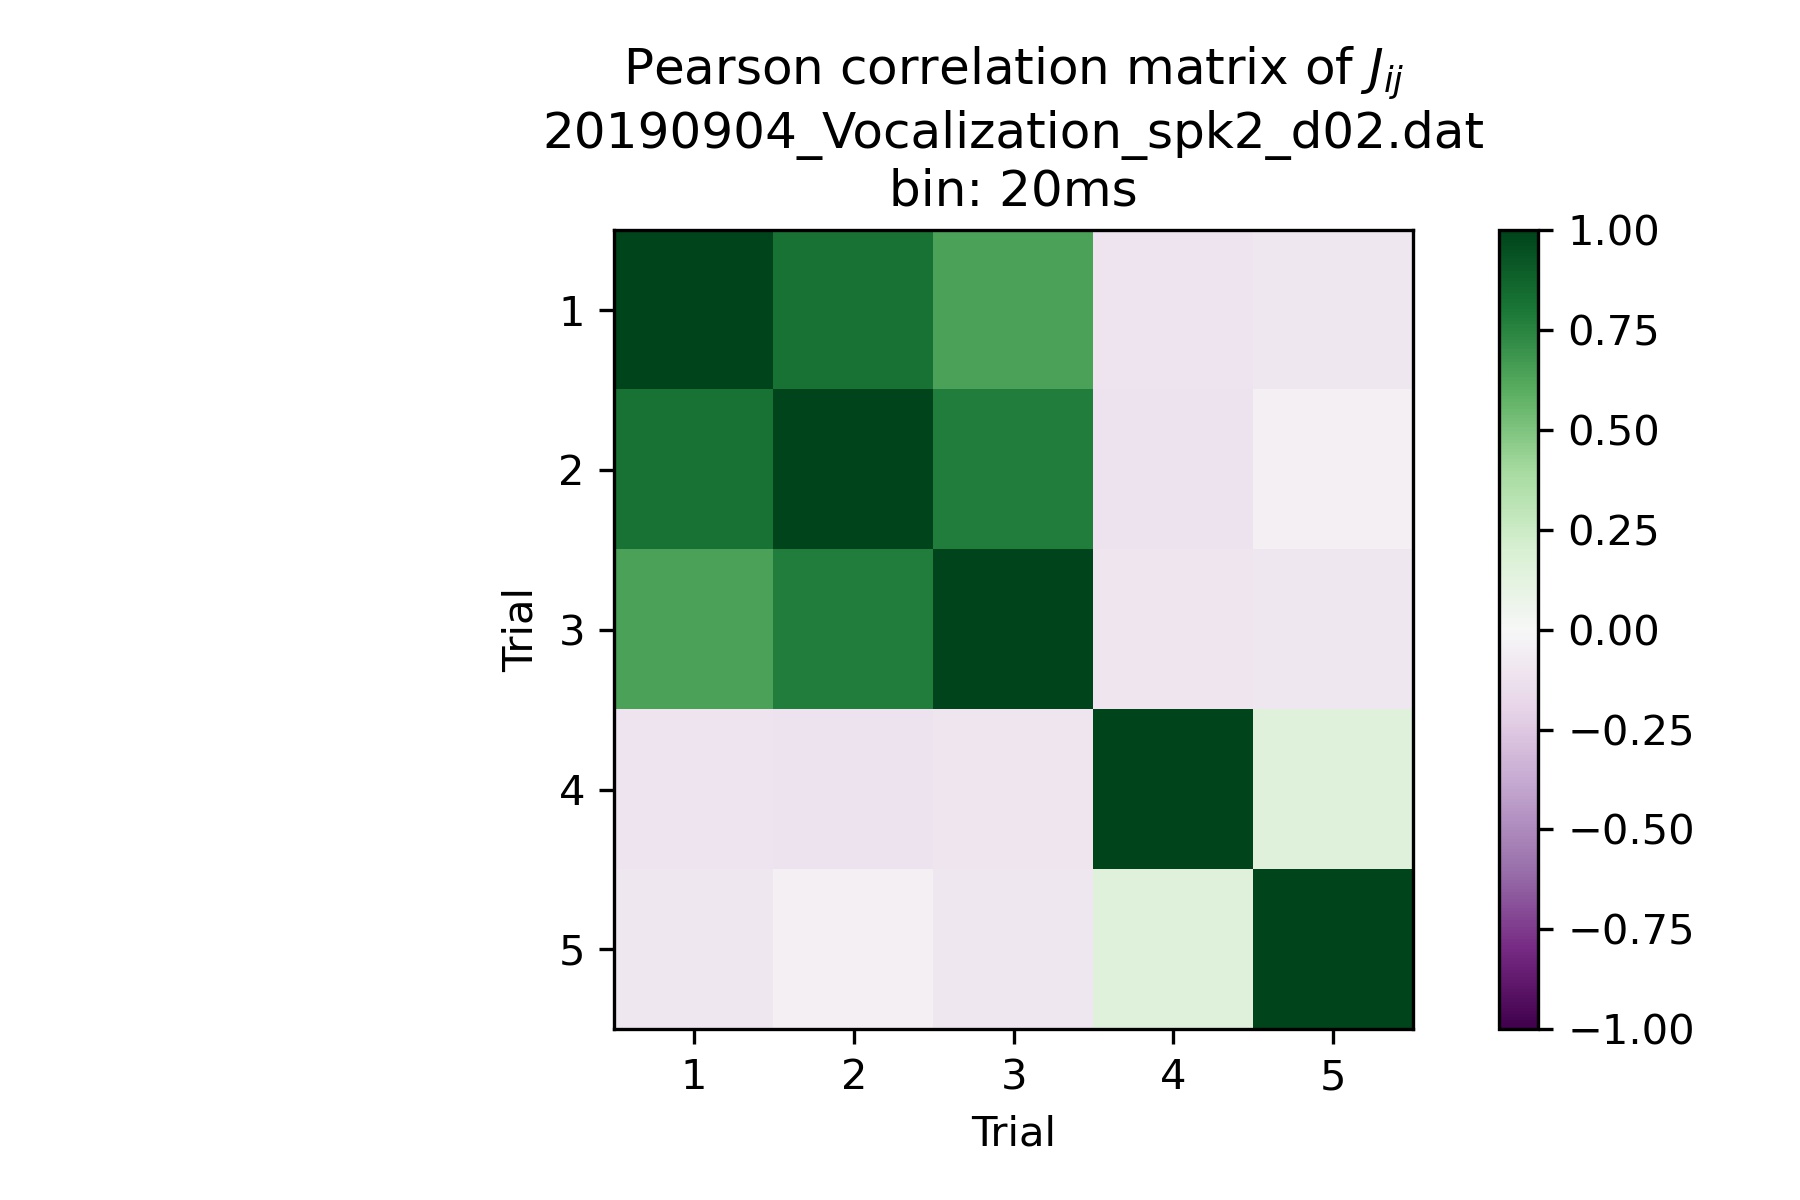 Pearson correlation matrix of J_ij
20190904_Vocalization_spk2_d02.dat
bin: 20ms
1.00
0.75
0.50
0.25
0.00
−0.25
−0.50
−0.75
−1.00
Trial
1
2
3
4
5
1 2 3 4 5
Trial